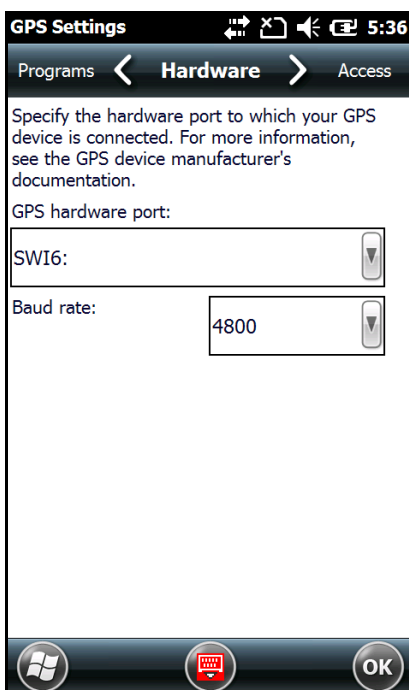 GPS Settings 5:36
Programs Hardware Access
Specify the hardware port to which your GPS
device is connected. For more information,
see the GPS device manufacturer's
documentation.
GPS hardware port:
SWI6:
Baud rate:
4800
OK